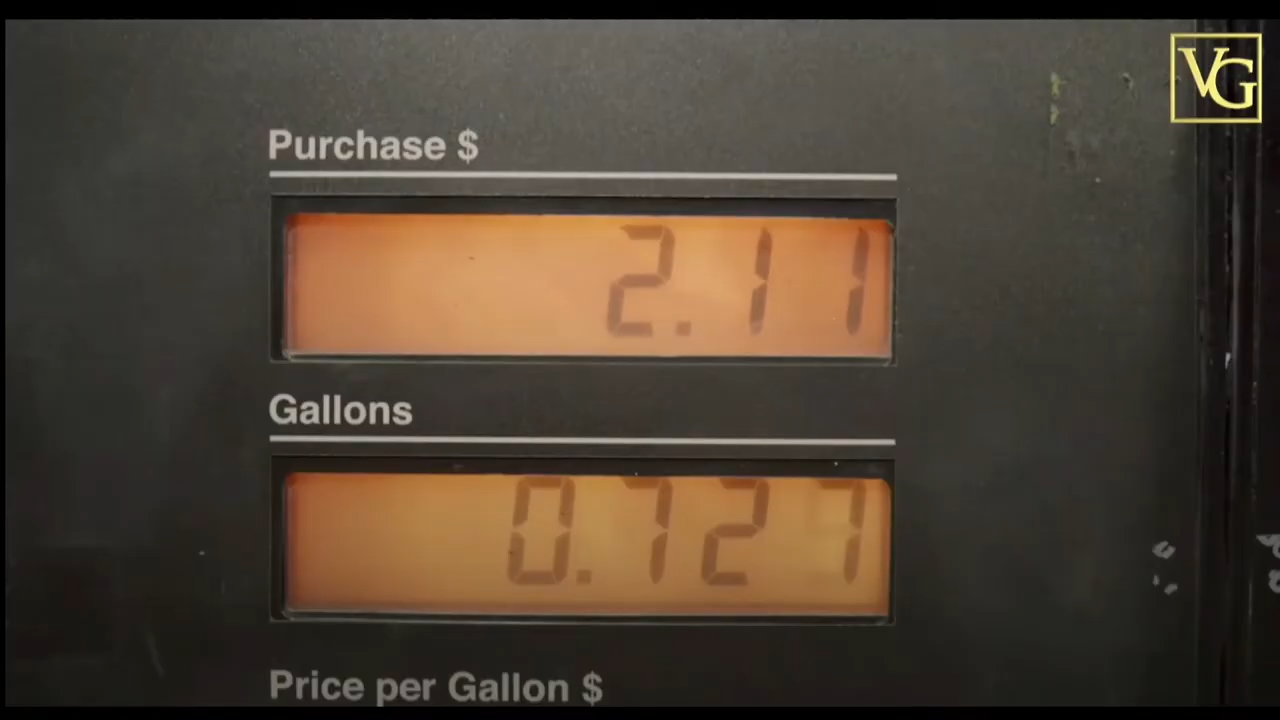 VG
Purchase $
2.11
Gallons
0.727
Price per Gallon $